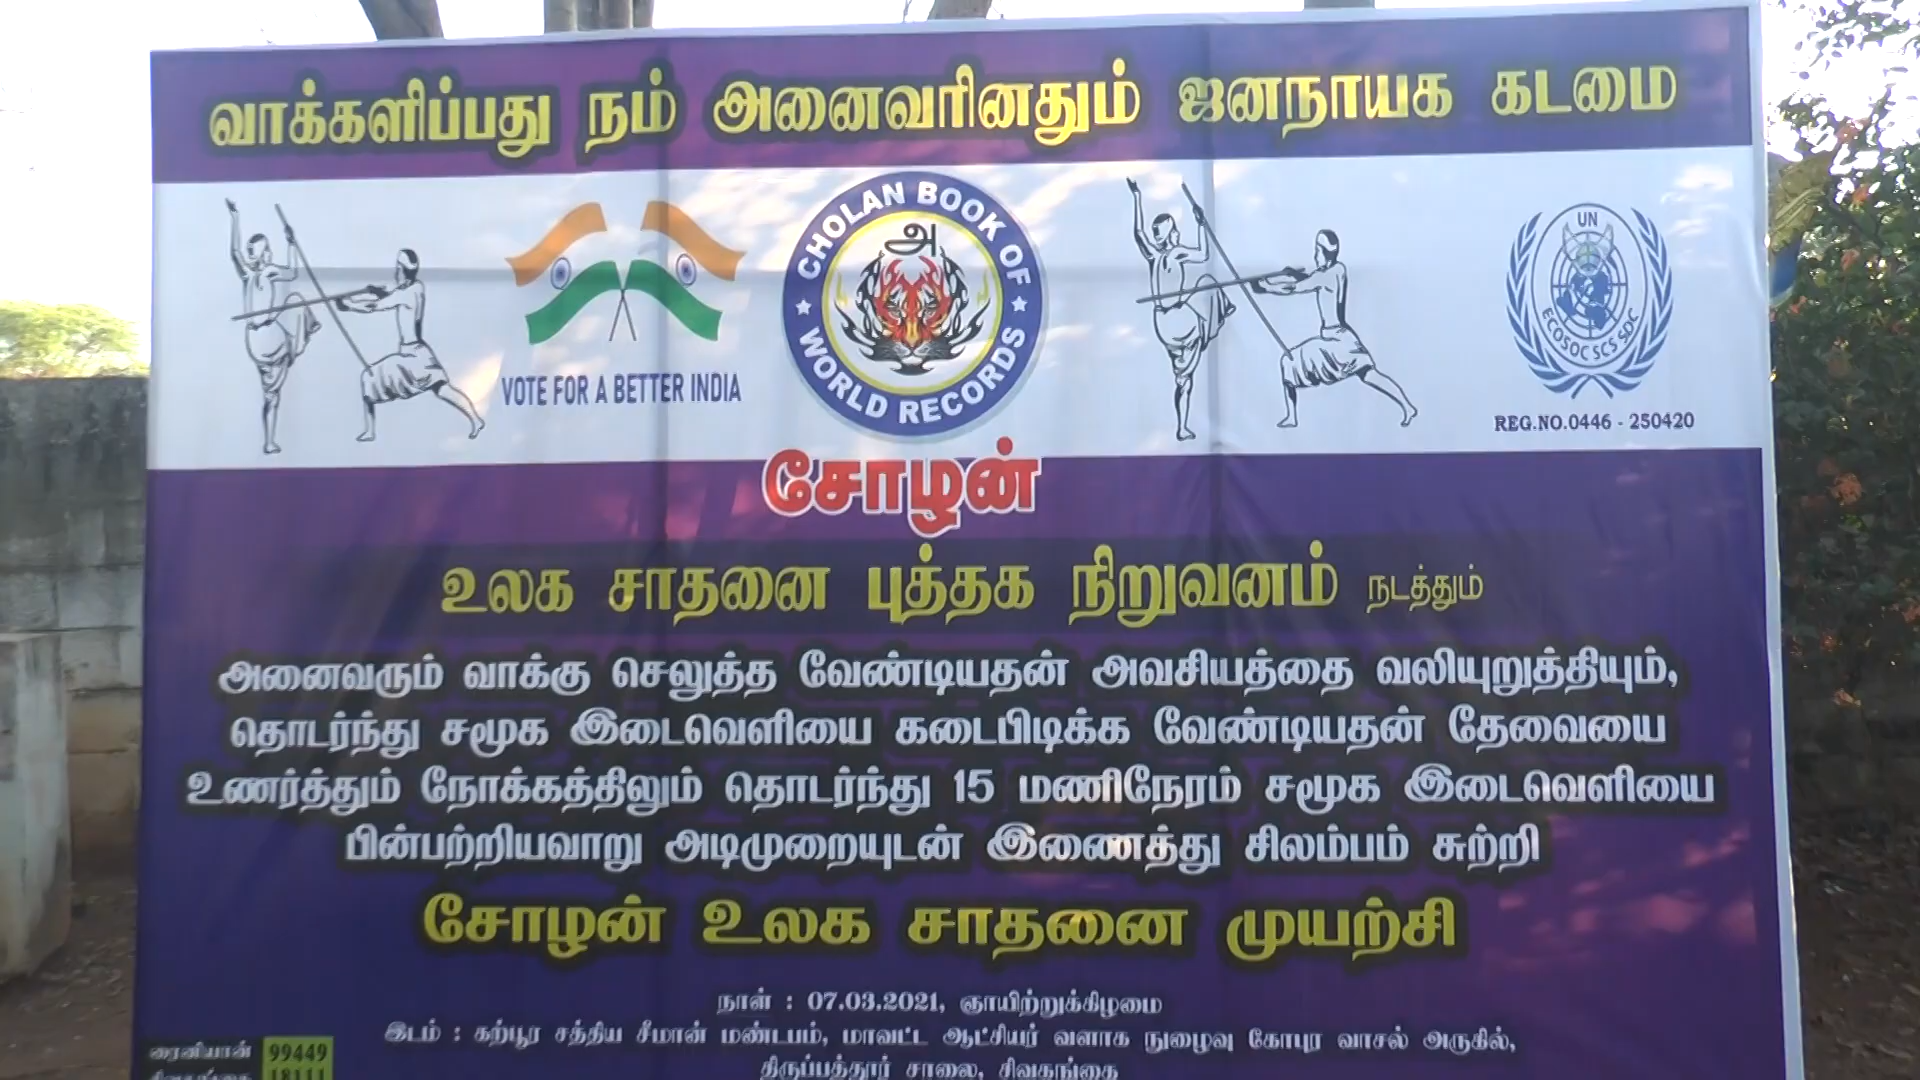 வாக்களிப்பது நம் அனைவரினதும் ஜனநாயக கடமை
VOTE FOR A BETTER INDIA
CHOLAN BOOK OF WORLD RECORDS
அ
UN
ECOSOC SCS SDC
REG.NO.0446 - 250420
சோழன்
உலக சாதனை புத்தக நிறுவனம் நடத்தும்
அனைவரும் வாக்கு செலுத்த வேண்டியதன் அவசியத்தை வலியுறுத்தியும்,
தொடர்ந்து சமூக இடைவெளியை கடைபிடிக்க வேண்டியதன் தேவையை
உணர்த்தும் நோக்கத்திலும் தொடர்ந்து 15 மணிநேரம் சமூக இடைவெளியை
பின்பற்றியவாறு அடிமுறையுடன் இணைத்து சிலம்பம் சுற்றி
சோழன் உலக சாதனை முயற்சி
நாள் : 07.03.2021, ஞாயிற்றுக்கிழமை
இடம் : கற்பூர சத்திய சீமான் மண்டபம், மாவட்ட ஆட்சியர் வளாக நுழைவு கோபுர வாசல் அருகில்,
திருப்பத்தூர் சாலை, சிவகங்கை
99449
18111